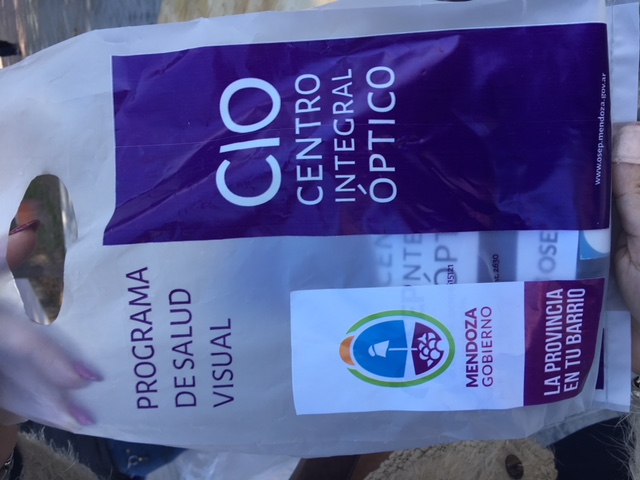 PROGRAMA
DE SALUD
VISUAL
CIO
CENTRO
INTEGRAL
ÓPTICO
www.osep.mendoza.gov.ar
MENDOZA
GOBIERNO
LA PROVINCIA
EN TU BARRIO
OSE